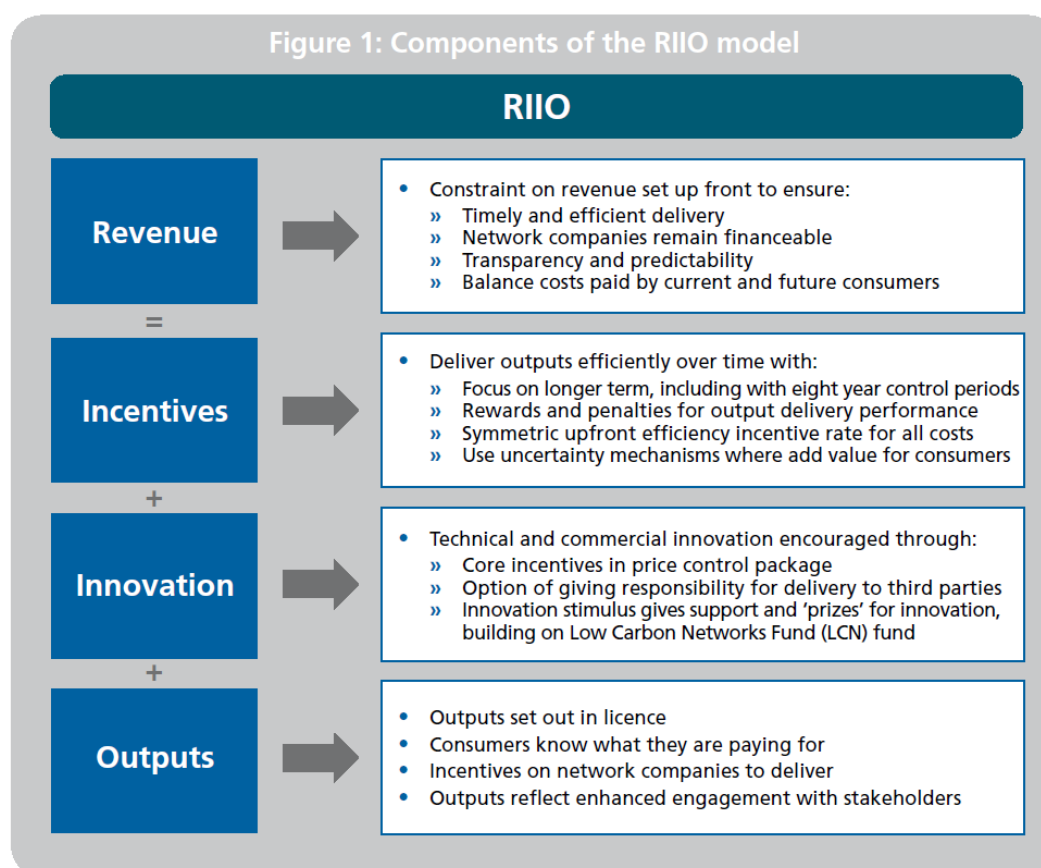 Figure 1: Components of the RIIO model
RIIO
Revenue
• Constraint on revenue set up front to ensure:
» Timely and efficient delivery
» Network companies remain financeable
» Transparency and predictability
» Balance costs paid by current and future consumers
=
Incentives
• Deliver outputs efficiently over time with:
» Focus on longer term, including with eight year control periods
» Rewards and penalties for output delivery performance
» Symmetric upfront efficiency incentive rate for all costs
» Use uncertainty mechanisms where add value for consumers
+
Innovation
• Technical and commercial innovation encouraged through:
» Core incentives in price control package
» Option of giving responsibility for delivery to third parties
» Innovation stimulus gives support and ‘prizes’ for innovation,
building on Low Carbon Networks Fund (LCN) fund
+
Outputs
• Outputs set out in licence
• Consumers know what they are paying for
• Incentives on network companies to deliver
• Outputs reflect enhanced engagement with stakeholders